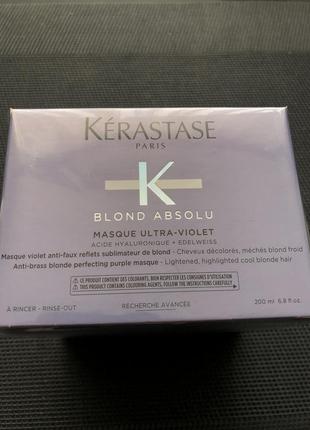 KÉRASTASE
PARIS
K
BLOND ABSOLU
MASQUE ULTRA-VIOLET
ACIDE HYALURONIQUE • EDELWEISS
Masque violet anti-faux reflets sublimateur de blond - Cheveux décolorés, méchés blond froid
Anti-brass blonde perfecting purple masque - Lightened, highlighted cool blonde hair
CE PRODUIT CONTIENT DES COLORANTS, BIEN RESPECTER LES CONSIGNES D'UTILISATION
THIS PRODUCT CONTAINS COLOURING AGENTS, FOLLOW THE INSTRUCTIONS CAREFULLY
À RINCER - RINSE-OUT
RECHERCHE AVANCÉE
200 ml 6.8 fl.oz.